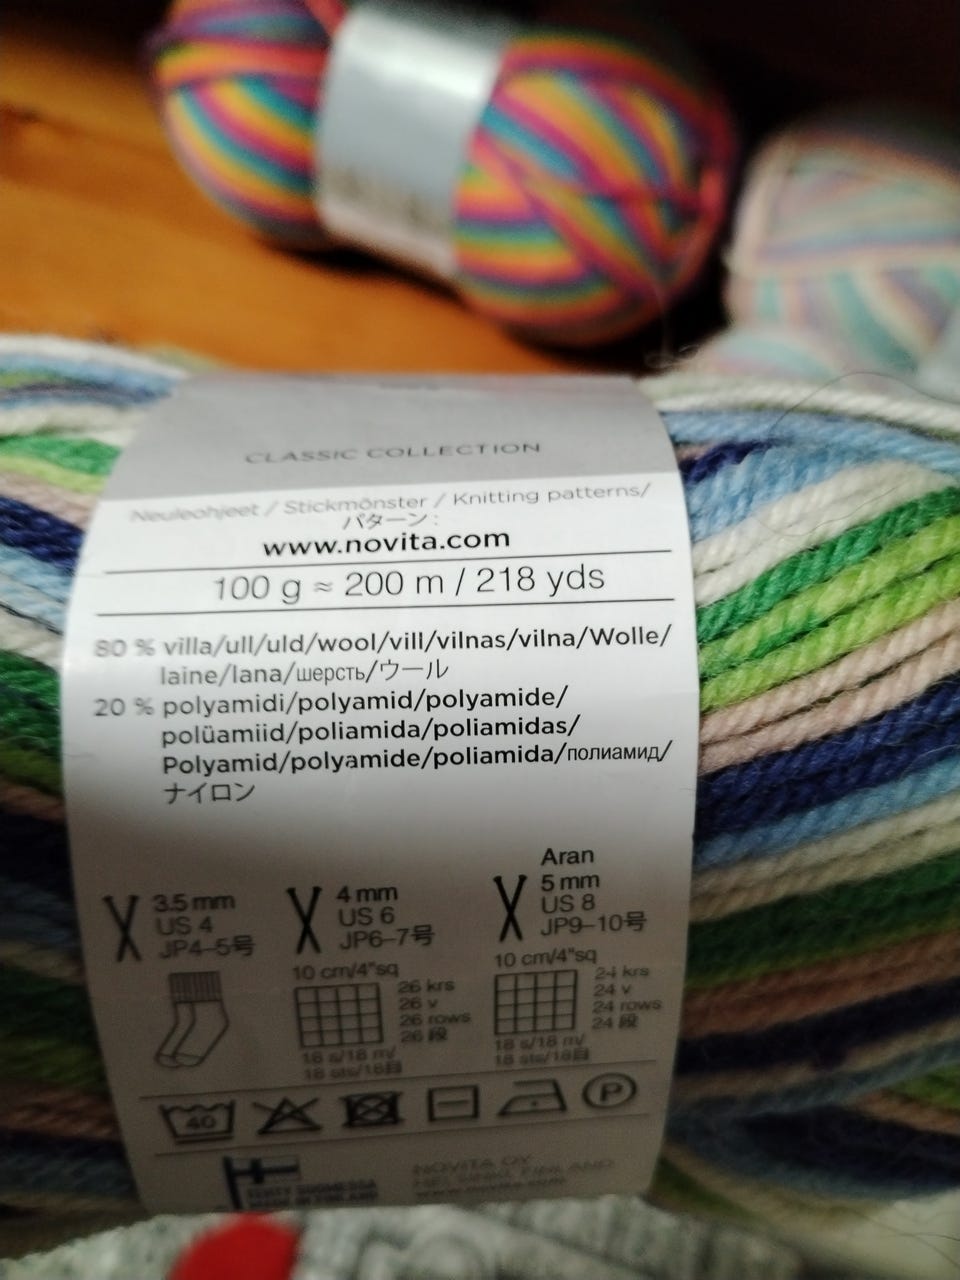 CLASSIC COLLECTION
Neuleohjeet / Stickmönster / Knitting patterns/
パターン:
www.novita.com
100 g ≈ 200 m / 218 yds
80 % villa/ull/uld/wool/vill/vilnas/vilna/Wolle/
laine/lana/шерсть/ウール
20 % polyamidi/polyamid/polyamide/
polüamiid/poliamida/poliamidas/
Polyamid/polyamide/poliamida/полиамид/
ナイロン
3.5 mm
US 4
JP4–5号
4 mm
US 6
JP6–7号
10 cm/4"sq
26 krs
26 v
26 rows
26 段
18 s/18 m/
18 sts/18目
Aran
5 mm
US 8
JP9–10号
10 cm/4"sq
24 krs
24 v
24 rows
24 段
18 s/18 m/
18 sts/18目
40
P
NOVITA OY
HELSINKI, FINLAND
www.novita.com